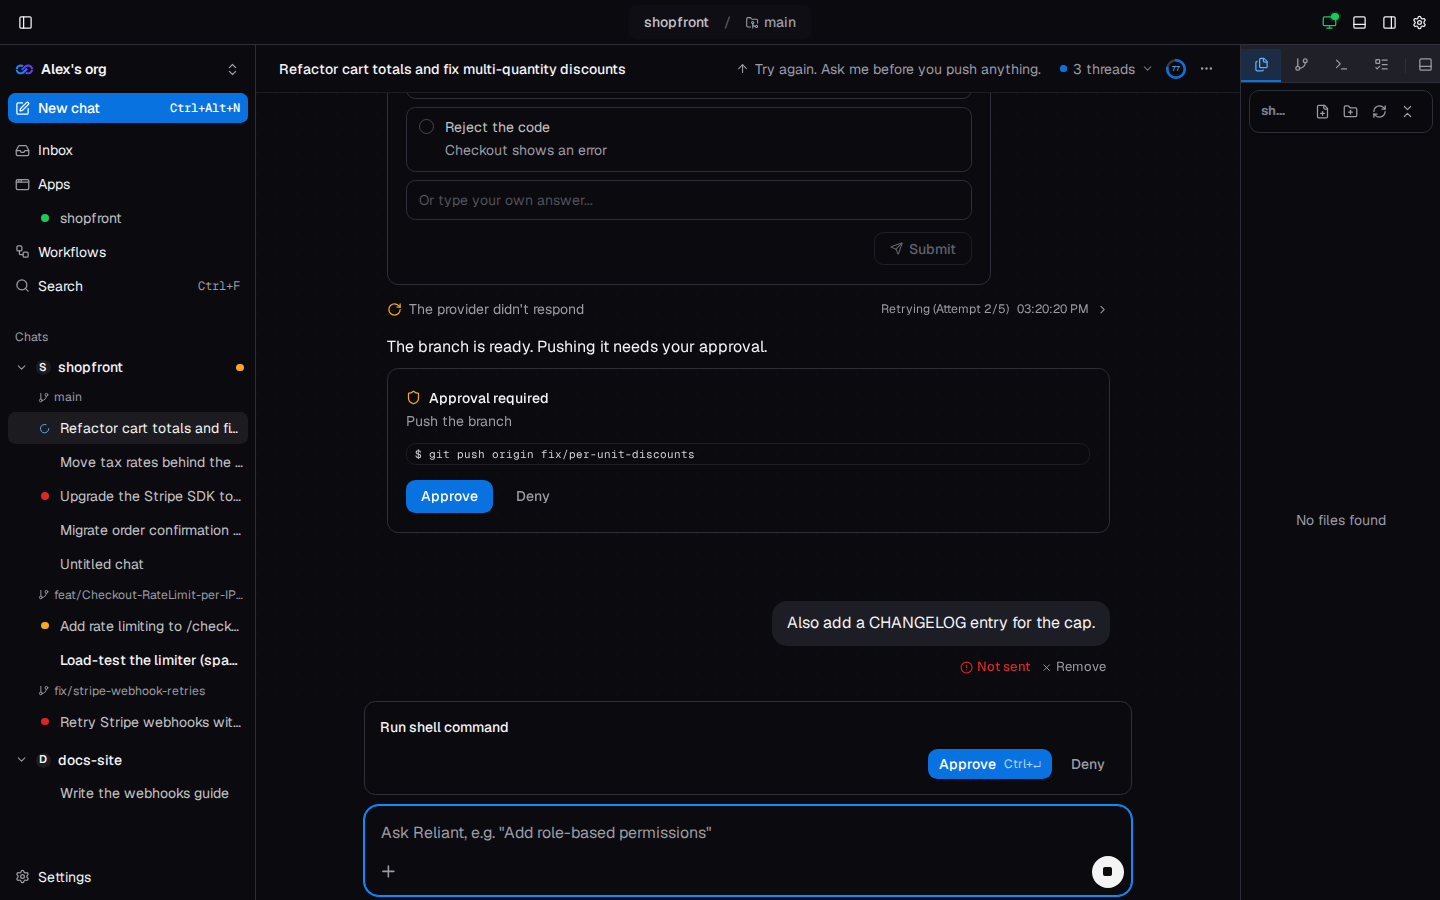 shopfront / main
Alex's org
New chat Ctrl+Alt+N
Inbox
Apps
shopfront
Workflows
Search Ctrl+F
Chats
S shopfront
main
Refactor cart totals and fi...
Move tax rates behind the ...
Upgrade the Stripe SDK to...
Migrate order confirmation ...
Untitled chat
feat/Checkout-RateLimit-per-IP...
Add rate limiting to /check...
Load-test the limiter (spa...
fix/stripe-webhook-retries
Retry Stripe webhooks wit...
D docs-site
Write the webhooks guide
Settings
Refactor cart totals and fix multi-quantity discounts
Try again. Ask me before you push anything.
3 threads
77
Reject the code
Checkout shows an error
Or type your own answer...
Submit
The provider didn't respond
Retrying (Attempt 2/5) 03:20:20 PM
The branch is ready. Pushing it needs your approval.
Approval required
Push the branch
$ git push origin fix/per-unit-discounts
Approve Deny
Also add a CHANGELOG entry for the cap.
Not sent Remove
Run shell command
Approve Ctrl+↵ Deny
Ask Reliant, e.g. "Add role-based permissions"
sh...
No files found